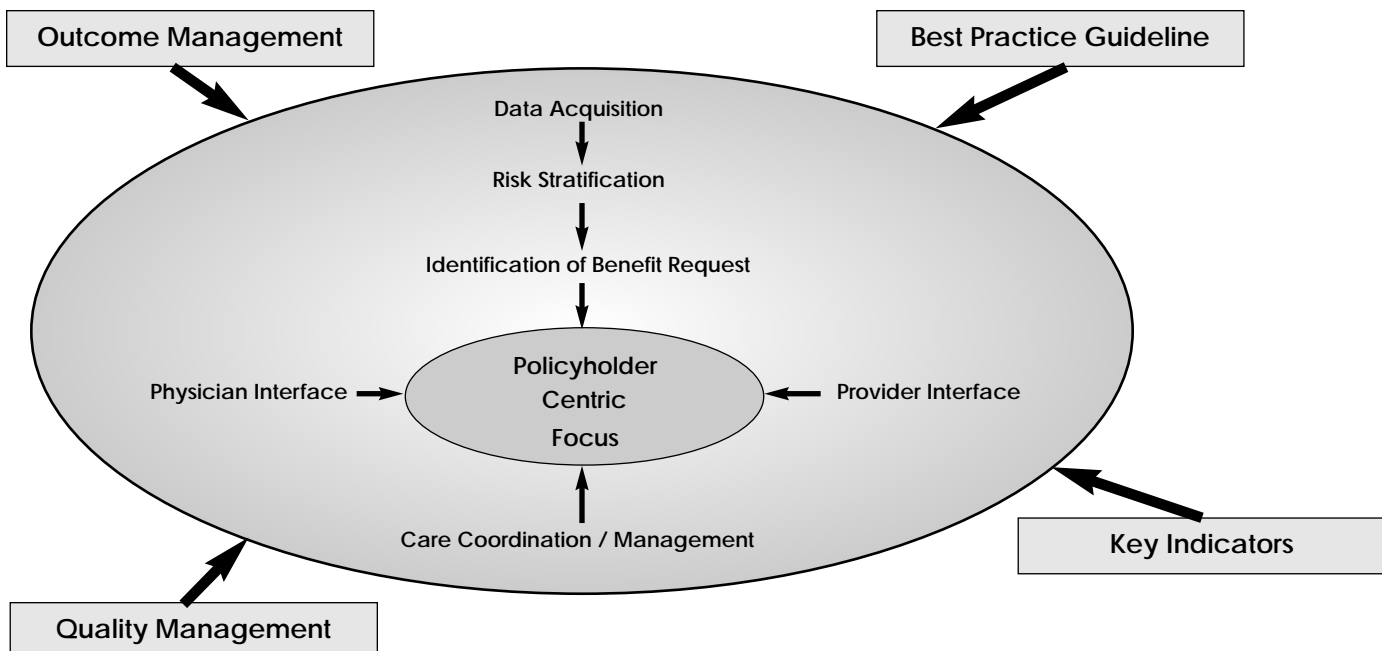 Outcome Management
Best Practice Guideline
Data Acquisition
Risk Stratification
Identification of Benefit Request
Policyholder
Centric
Focus
Physician Interface
Provider Interface
Care Coordination / Management
Key Indicators
Quality Management